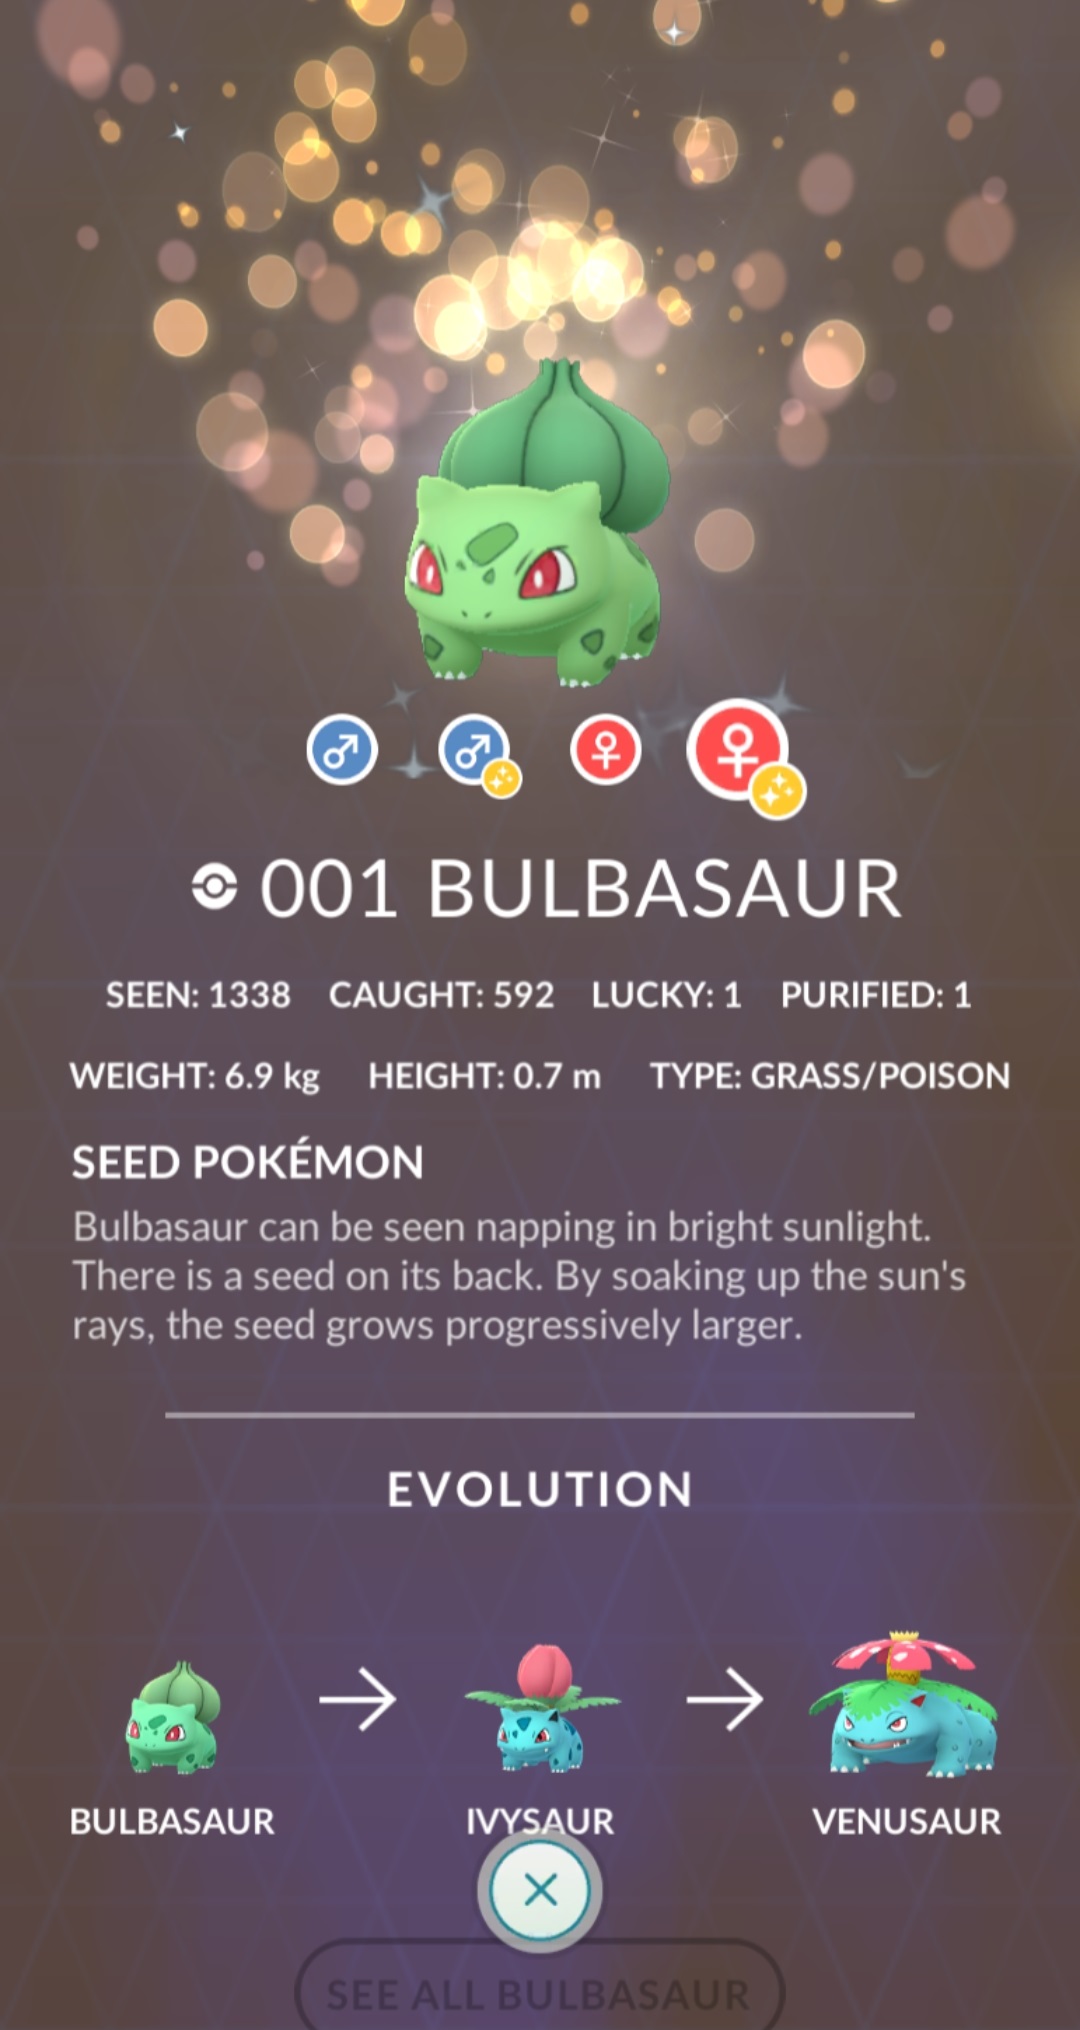 001 BULBASAUR
SEEN: 1338 CAUGHT: 592 LUCKY: 1 PURIFIED: 1
WEIGHT: 6.9 kg HEIGHT: 0.7 m TYPE: GRASS/POISON
SEED POKÉMON
Bulbasaur can be seen napping in bright sunlight.
There is a seed on its back. By soaking up the sun's
rays, the seed grows progressively larger.
EVOLUTION
BULBASAUR IVYSAUR VENUSAUR
SEE ALL BULBASAUR